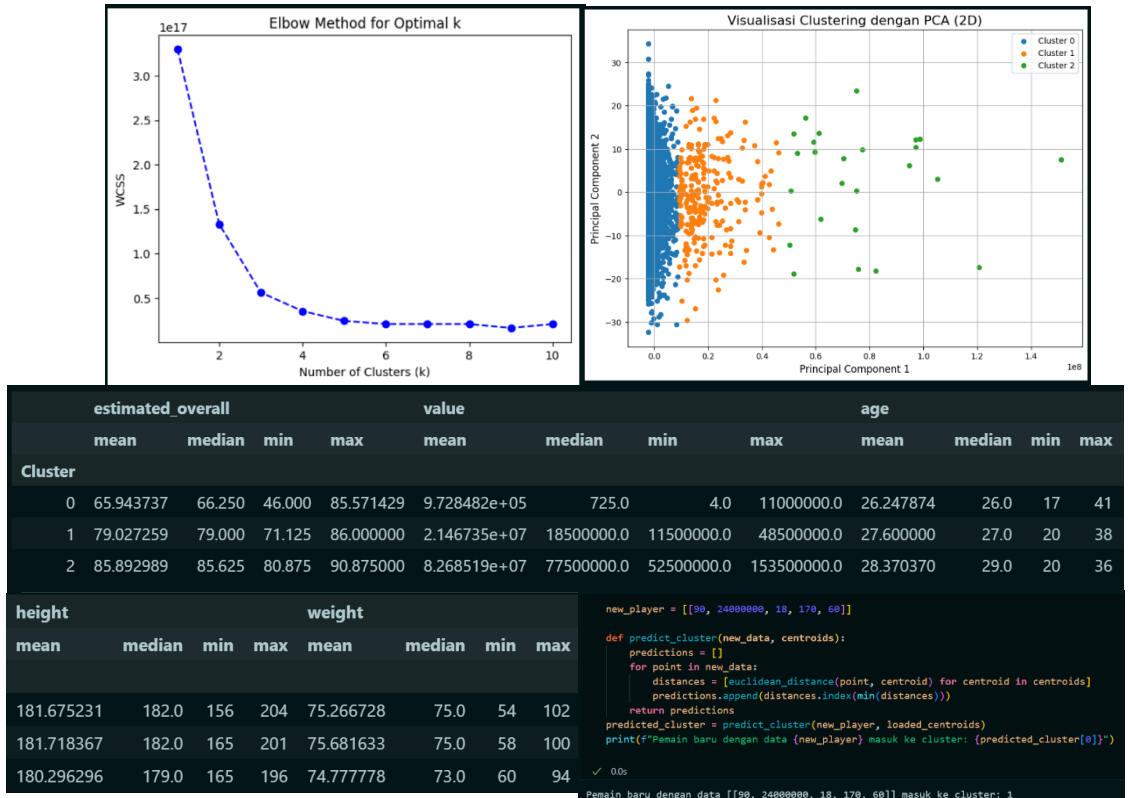 Elbow Method for Optimal k
1e17
3.0
2.5
2.0
1.5
1.0
0.5
WCSS
2 4 6 8 10
Number of Clusters (k)
Visualisasi Clustering dengan PCA (2D)
Cluster 0
Cluster 1
Cluster 2
30
20
10
0
−10
−20
−30
Principal Component 2
0.0 0.2 0.4 0.6 0.8 1.0 1.2 1.4
1e8
Principal Component 1
estimated_overall value age
mean median min max mean median min max mean median min max
Cluster
0 65.943737 66.250 46.000 85.571429 9.728482e+05 725.0 4.0 11000000.0 26.247874 26.0 17 41
1 79.027259 79.000 71.125 86.000000 2.146735e+07 18500000.0 11500000.0 48500000.0 27.600000 27.0 20 38
2 85.892989 85.625 80.875 90.875000 8.268519e+07 77500000.0 52500000.0 153500000.0 28.370370 29.0 20 36
height weight
mean median min max mean median min max
181.675231 182.0 156 204 75.266728 75.0 54 102
181.718367 182.0 165 201 75.681633 75.0 58 100
180.296296 179.0 165 196 74.777778 73.0 60 94
new_player = [[90, 24000000, 18, 170, 60]]
def predict_cluster(new_data, centroids):
predictions = []
for point in new_data:
distances = [euclidean_distance(point, centroid) for centroid in centroids]
predictions.append(distances.index(min(distances)))
return predictions
predicted_cluster = predict_cluster(new_player, loaded_centroids)
print(f"Pemain baru dengan data {new_player} masuk ke cluster: {predicted_cluster[0]}")
0.0s
Pemain baru dengan data [[90, 24000000, 18, 170, 60]] masuk ke cluster: 1